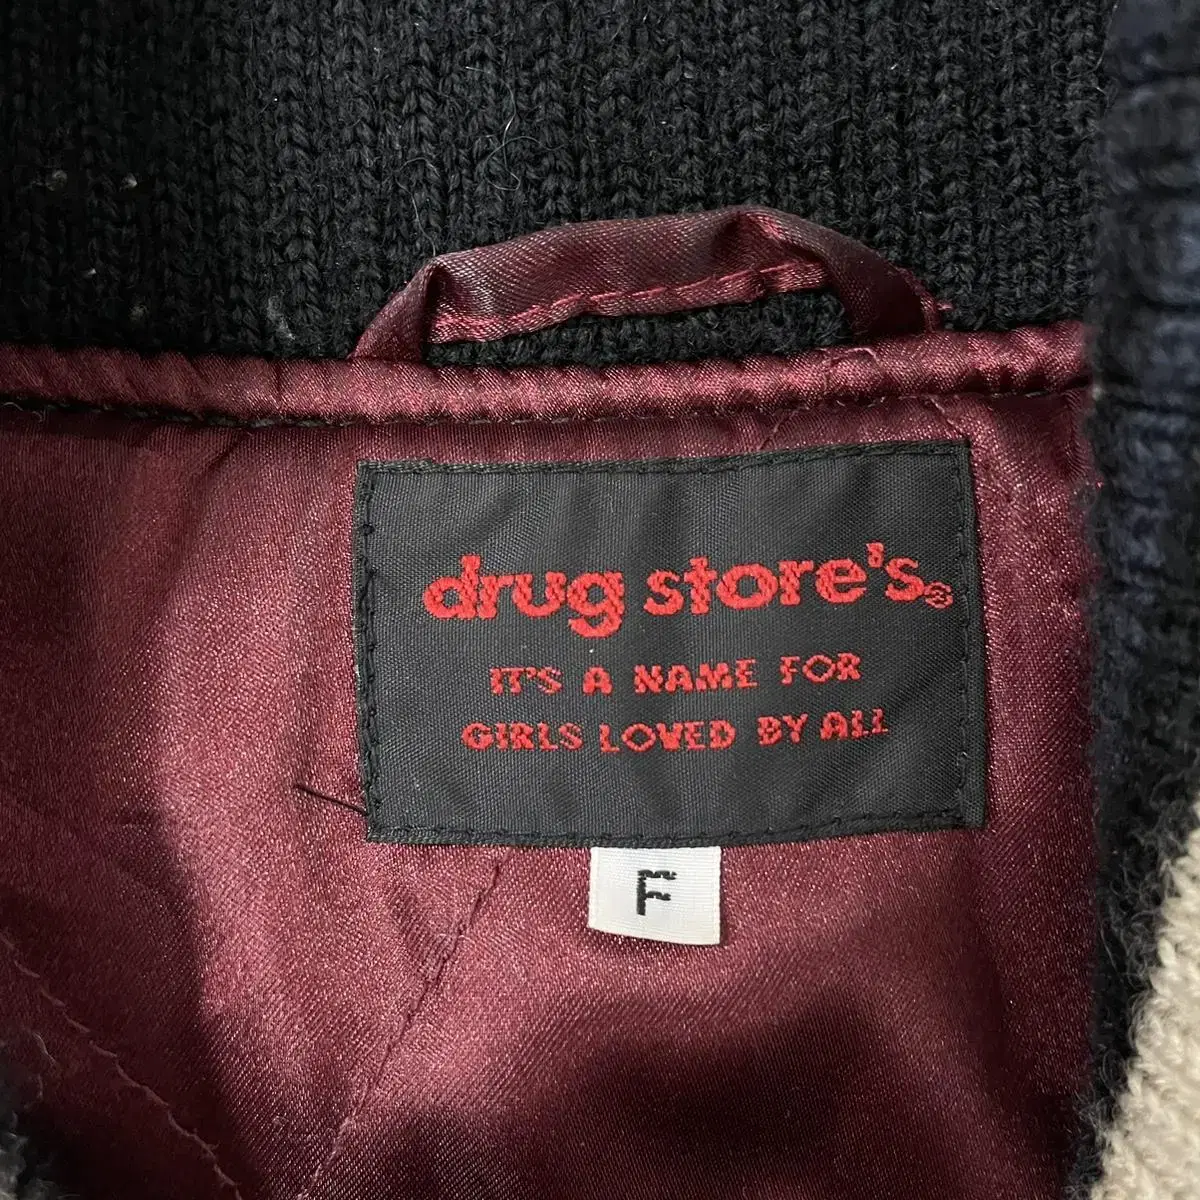 drug store's®
IT'S A NAME FOR
GIRLS LOVED BY ALL
F